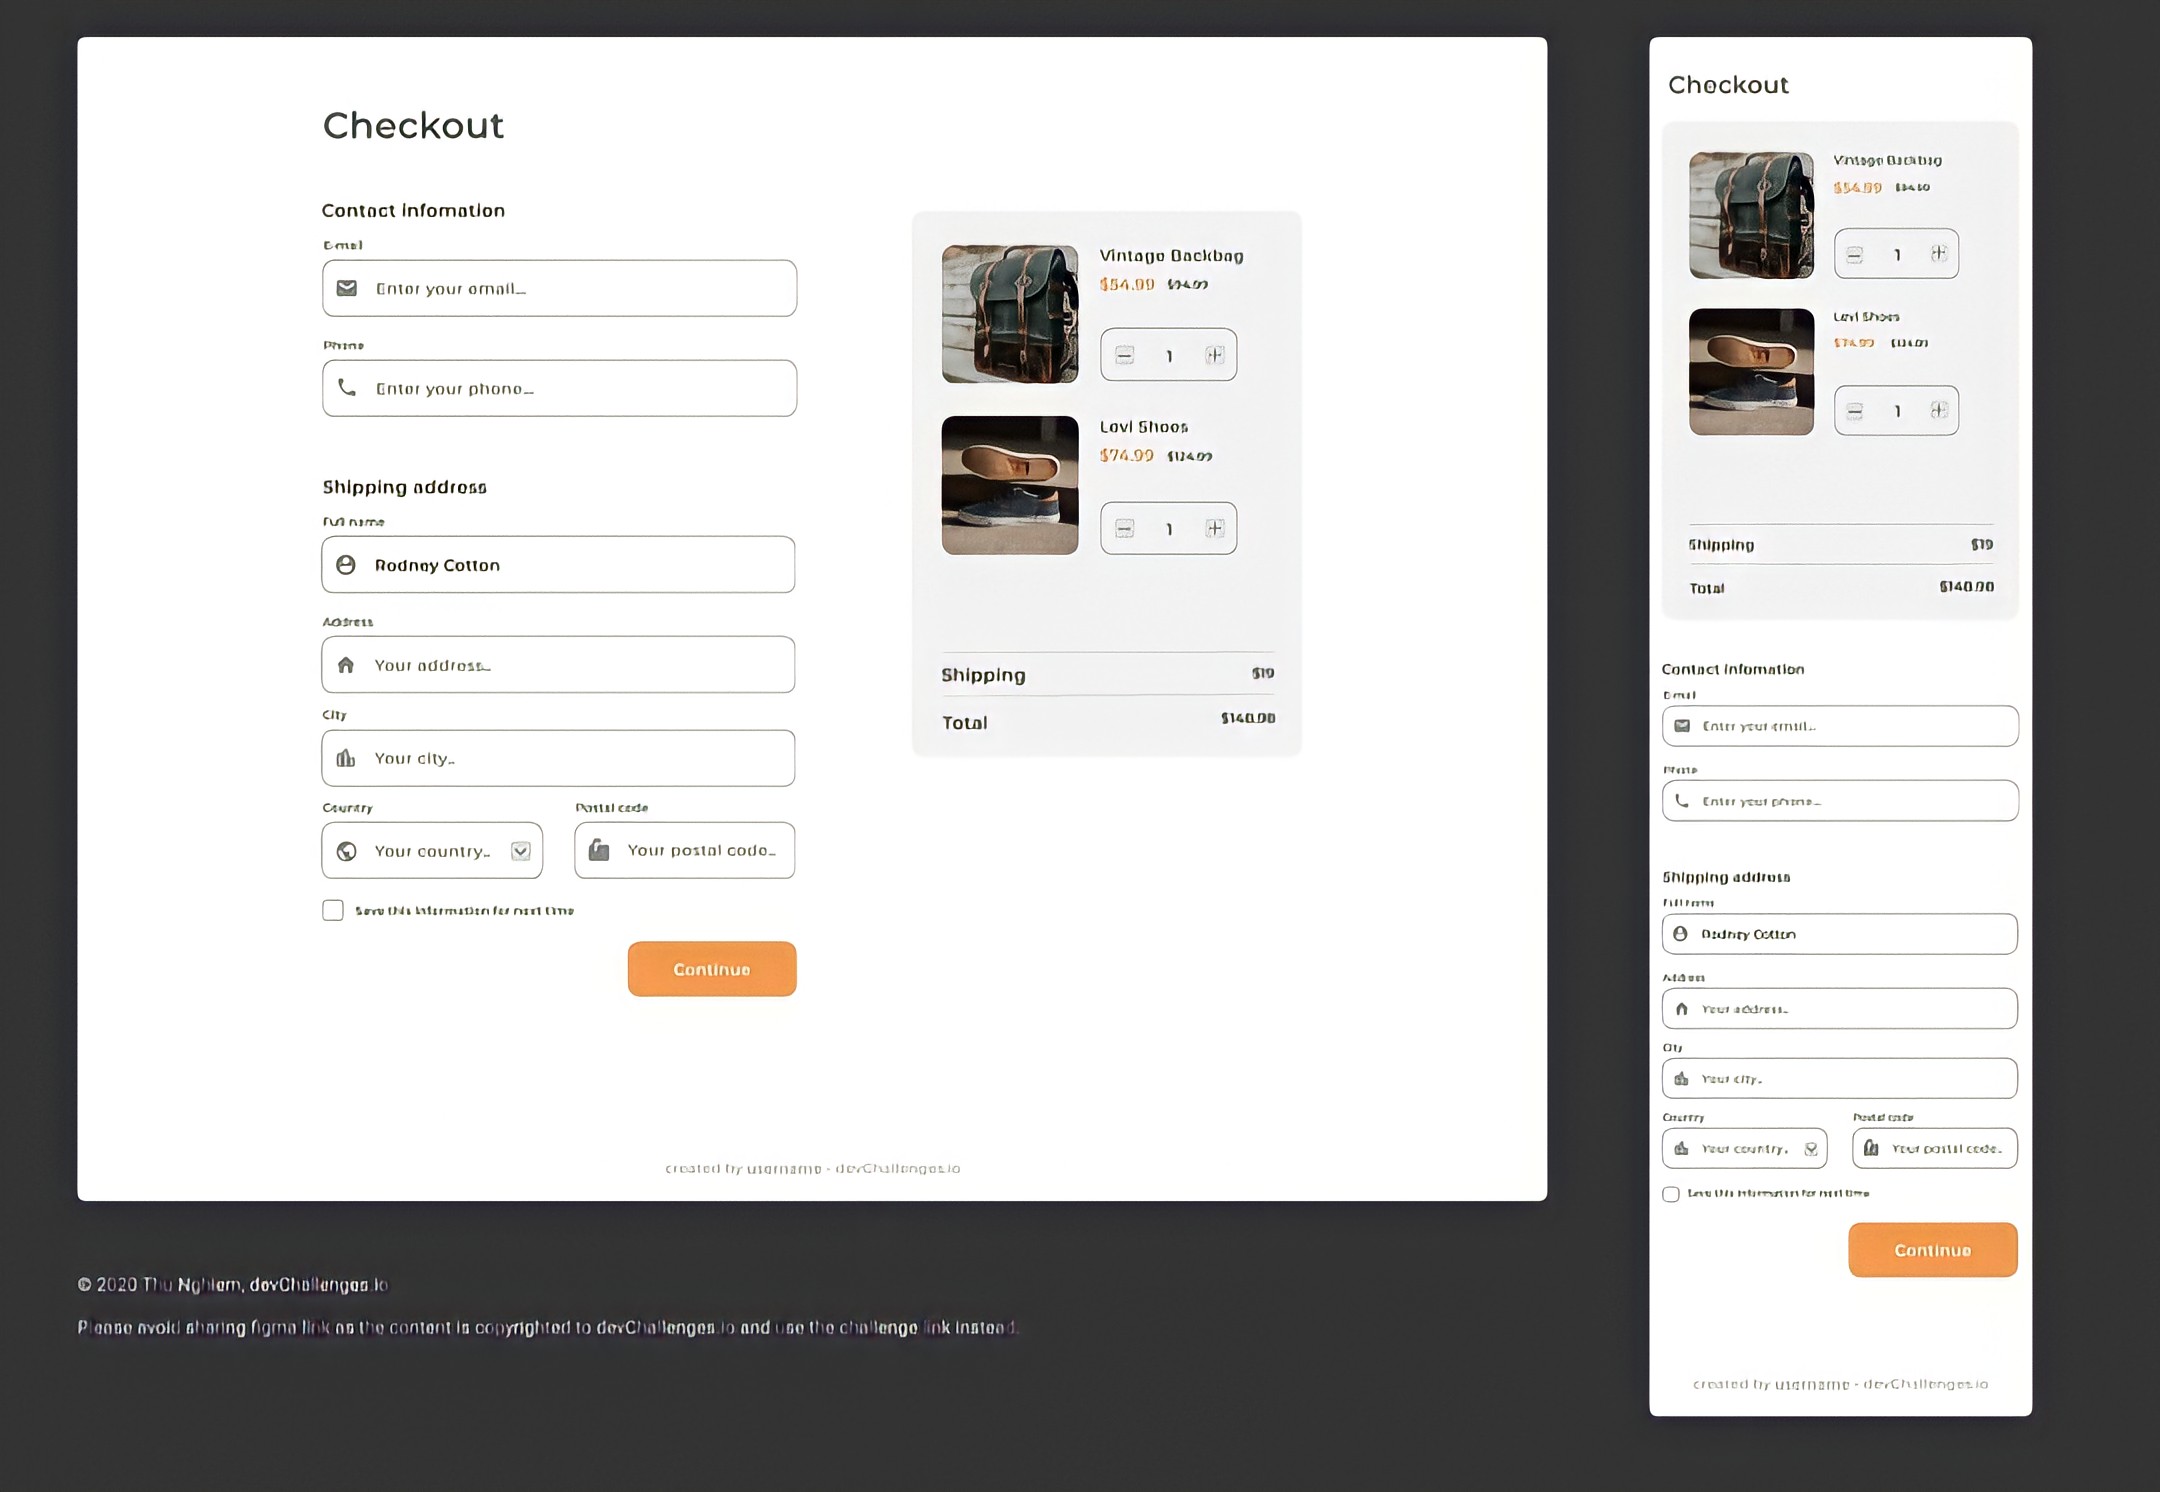 Checkout
Contact infomation
E-mail
Enter your email...
Phone
Enter your phone...
Shipping address
Full name
Rodney Cotton
Address
Your address...
City
Your city...
Country
Postal code
Your country...
Your postal code...
Save this information for next time
Continue
Vintage Backbag
$54.99 $94.99
1
Levi Shoes
$74.99 $124.99
1
Shipping $19
Total $148.98
created by username - devChallenges.io
© 2020 Thu Nghiem, devChallenges.io
Please avoid sharing figma link as the content is copyrighted to devChallenges.io and use the challenge link instead.
Checkout
Vintage Backbag
$54.99 $94.99
1
Levi Shoes
$74.99 $124.99
1
Shipping $19
Total $148.98
Contact infomation
E-mail
Enter your email...
Phone
Enter your phone...
Shipping address
Full name
Rodney Cotton
Address
Your address...
City
Your city...
Country Postal code
Your country... Your postal code...
Save this information for next time
Continue
created by username - devChallenges.io